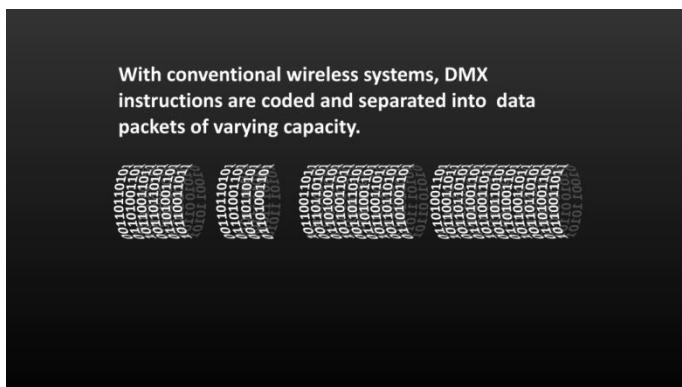 With conventional wireless systems, DMX
instructions are coded and separated into data
packets of varying capacity.